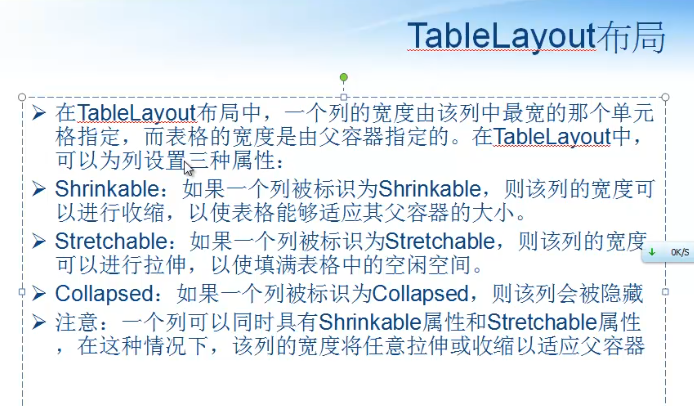 TableLayout布局
在TableLayout布局中，一个列的宽度由该列中最宽的那个单元
格指定，而表格的宽度是由父容器指定的。在TableLayout中，
可以为列设置三种属性：
Shrinkable：如果一个列被标识为Shrinkable，则该列的宽度可
以进行收缩，以使表格能够适应其父容器的大小。
Stretchable：如果一个列被标识为Stretchable，则该列的宽度
可以进行拉伸，以使填满表格中的空闲空间。
0K/S
Collapsed：如果一个列被标识为Collapsed，则该列会被隐藏
注意：一个列可以同时具有Shrinkable属性和Stretchable属性
，在这种情况下，该列的宽度将任意拉伸或收缩以适应父容器